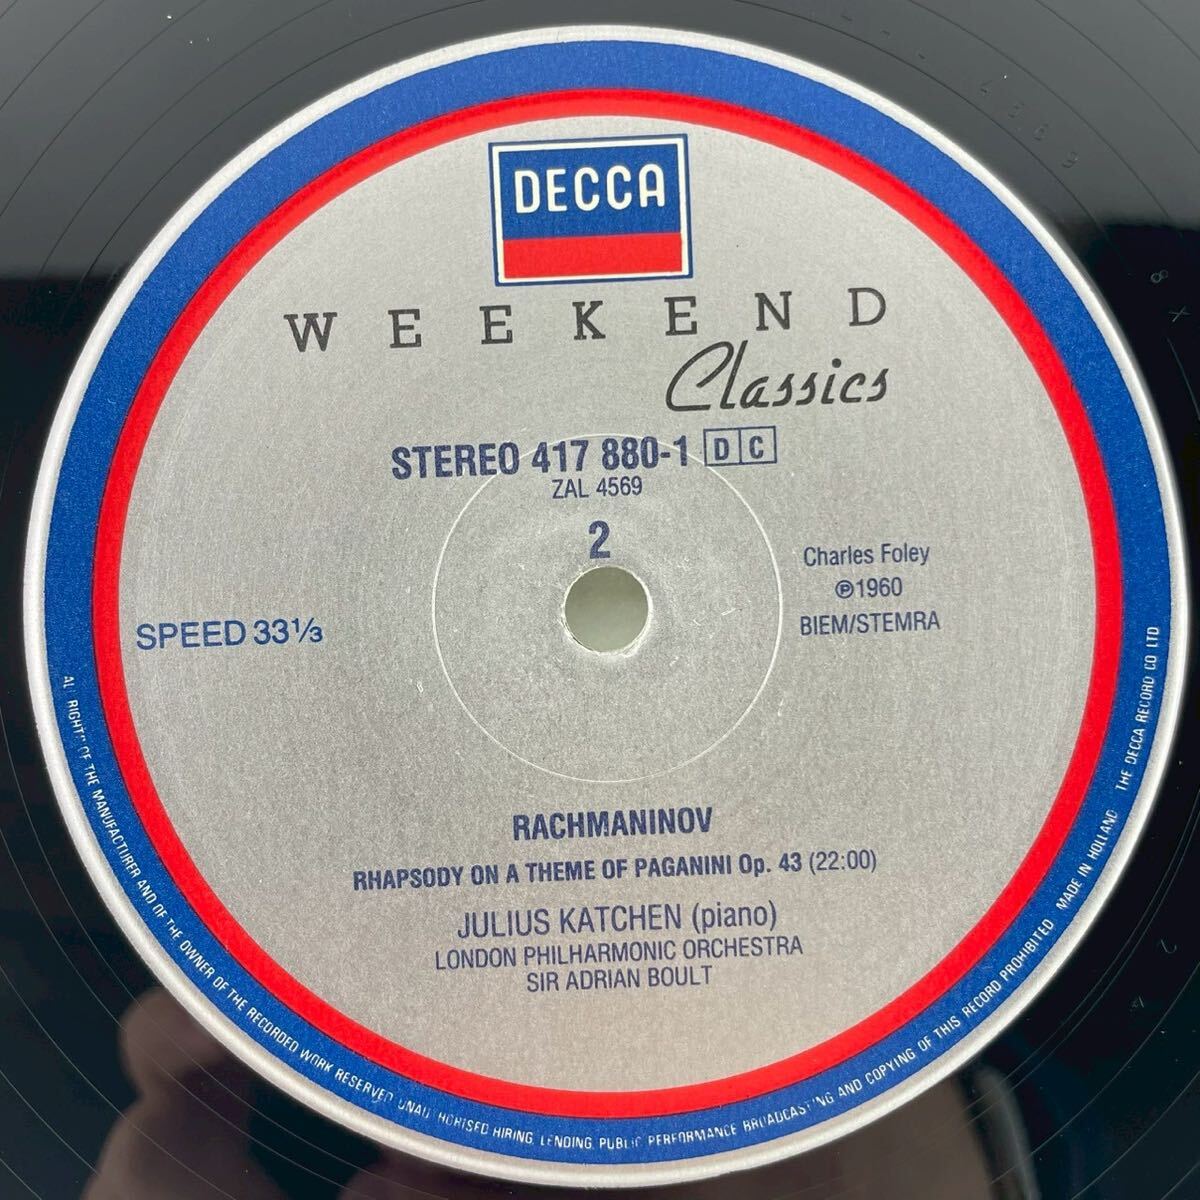 DECCA
WEEKEND
Classics
STEREO 417 880-1 D C
ZAL 4569
2
Charles Foley
℗1960
BIEM/STEMRA
SPEED 33⅓
RACHMANINOV
RHAPSODY ON A THEME OF PAGANINI Op. 43 (22:00)
JULIUS KATCHEN (piano)
LONDON PHILHARMONIC ORCHESTRA
SIR ADRIAN BOULT
ALL RIGHTS OF THE MANUFACTURER AND OF THE OWNER OF THE RECORDED WORK RESERVED UNAUTHORISED HIRING, LENDING, PUBLIC PERFORMANCE BROADCASTING AND COPYING OF THIS RECORD PROHIBITED MADE IN HOLLAND THE DECCA RECORD CO LTD